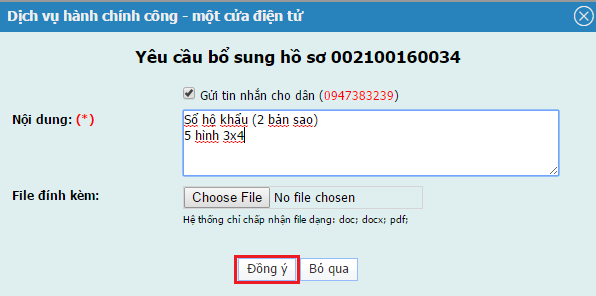 Dịch vụ hành chính công - một cửa điện tử
Yêu cầu bổ sung hồ sơ 002100160034
Gửi tin nhắn cho dân (0947383239)
Nội dung: (*)
Sổ hộ khẩu (2 bản sao)
5 hình 3x4
File đính kèm:
Choose File No file chosen
Hệ thống chỉ chấp nhận file dạng: doc; docx; pdf;
Đồng ý Bỏ qua